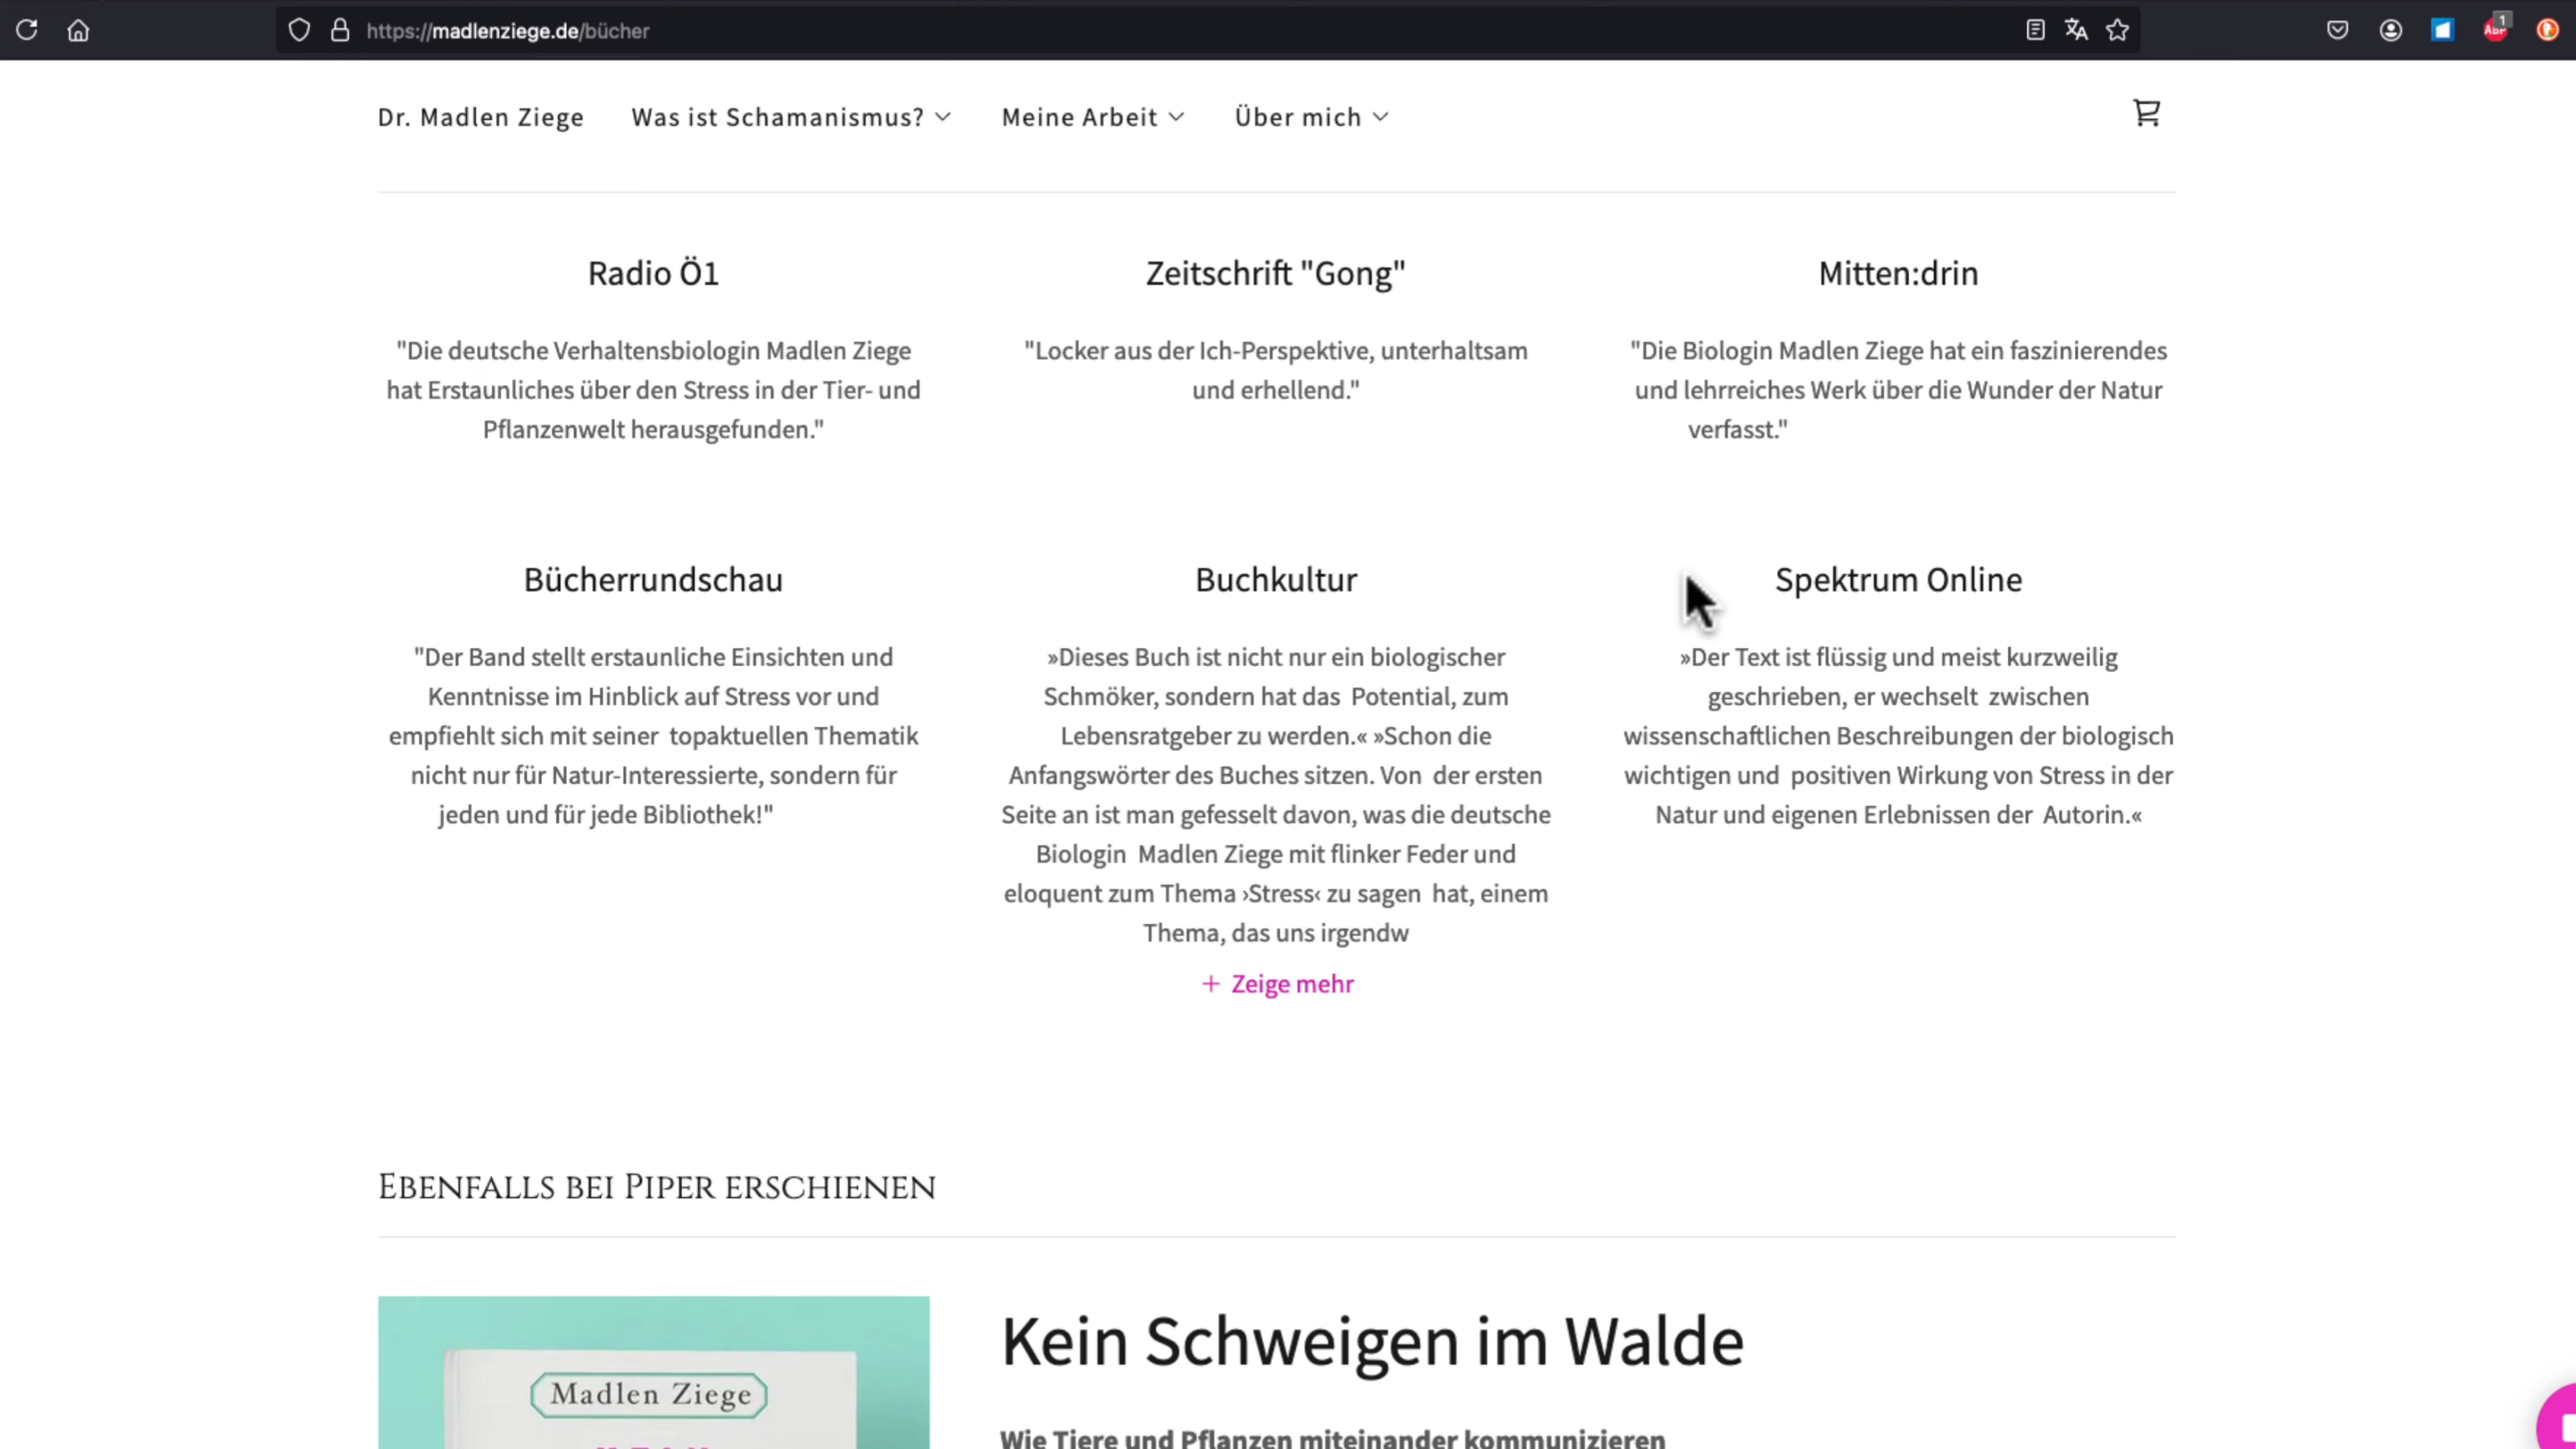 https://madlenziege.de/bücher
1
ABP
Dr. Madlen Ziege
Was ist Schamanismus?
Meine Arbeit
Über mich
Radio Ö1
"Die deutsche Verhaltensbiologin Madlen Ziege
hat Erstaunliches über den Stress in der Tier- und
Pflanzenwelt herausgefunden."
Zeitschrift "Gong"
"Locker aus der Ich-Perspektive, unterhaltsam
und erhellend."
Mitten:drin
"Die Biologin Madlen Ziege hat ein faszinierendes
und lehrreiches Werk über die Wunder der Natur
verfasst."
Bücherrundschau
"Der Band stellt erstaunliche Einsichten und
Kenntnisse im Hinblick auf Stress vor und
empfiehlt sich mit seiner topaktuellen Thematik
nicht nur für Natur-Interessierte, sondern für
jeden und für jede Bibliothek!"
Buchkultur
»Dieses Buch ist nicht nur ein biologischer
Schmöker, sondern hat das Potential, zum
Lebensratgeber zu werden.« »Schon die
Anfangswörter des Buches sitzen. Von der ersten
Seite an ist man gefesselt davon, was die deutsche
Biologin Madlen Ziege mit flinker Feder und
eloquent zum Thema ›Stress‹ zu sagen hat, einem
Thema, das uns irgendw
+ Zeige mehr
Spektrum Online
»Der Text ist flüssig und meist kurzweilig
geschrieben, er wechselt zwischen
wissenschaftlichen Beschreibungen der biologisch
wichtigen und positiven Wirkung von Stress in der
Natur und eigenen Erlebnissen der Autorin.«
Ebenfalls bei Piper erschienen
Madlen Ziege
Kein Schweigen im Walde
Wie Tiere und Pflanzen miteinander kommunizieren